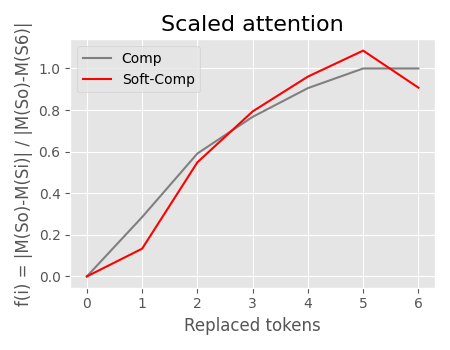 Scaled attention
f(i) = |M(So)-M(Si)| / |M(So)-M(S6)|
Comp
Soft-Comp
1.0
0.8
0.6
0.4
0.2
0.0
0 1 2 3 4 5 6
Replaced tokens